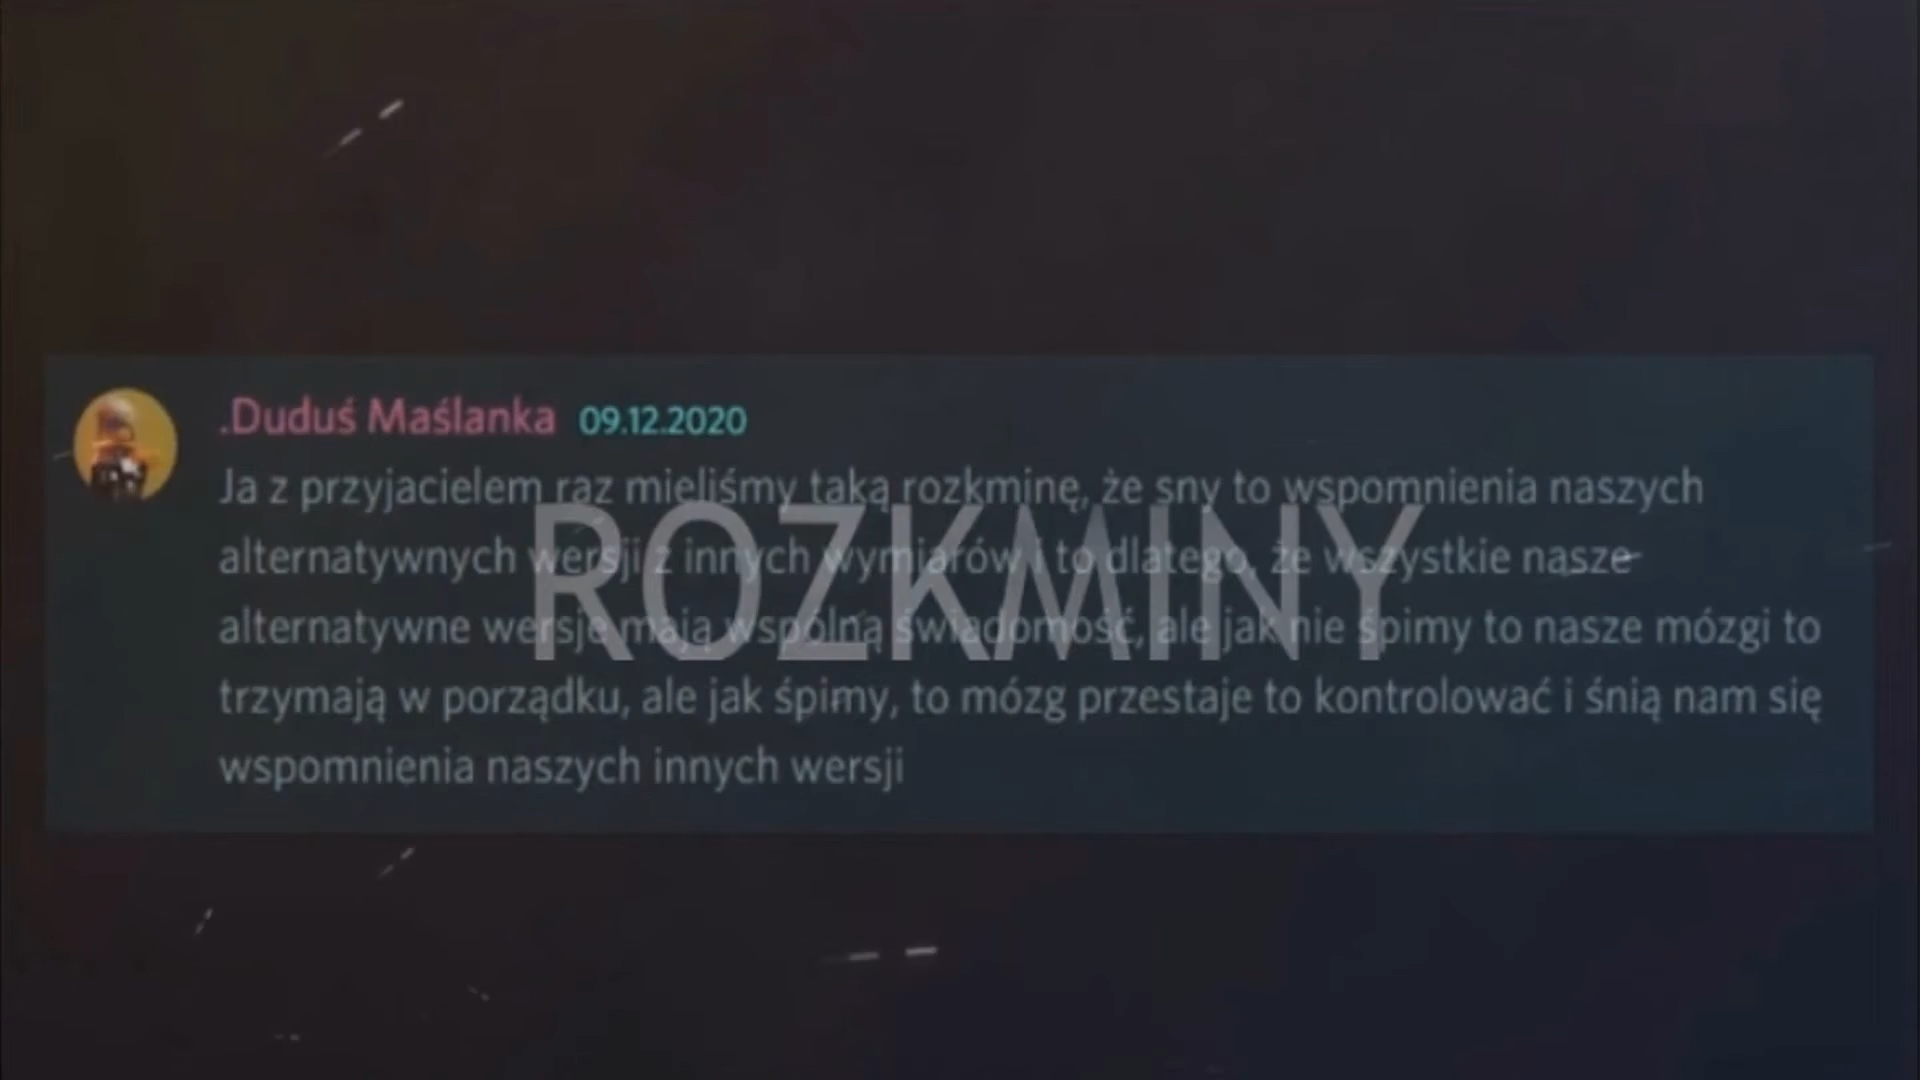 .Duduś Maślanka 09.12.2020
Ja z przyjacielem raz mieliśmy taką rozkminę, że sny to wspomnienia naszych
alternatywnych wersji z innych wymiarów i to dlatego, że wszystkie nasze
alternatywne wersje mają wspólną świadomość, ale jak nie śpimy to nasze mózgi to
trzymają w porządku, ale jak śpimy, to mózg przestaje to kontrolować i śnią nam się
wspomnienia naszych innych wersji
ROZKMINY